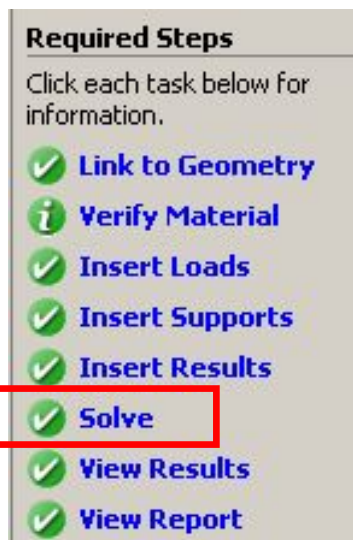 Required Steps
Click each task below for
information.
Link to Geometry
Verify Material
Insert Loads
Insert Supports
Insert Results
Solve
View Results
View Report